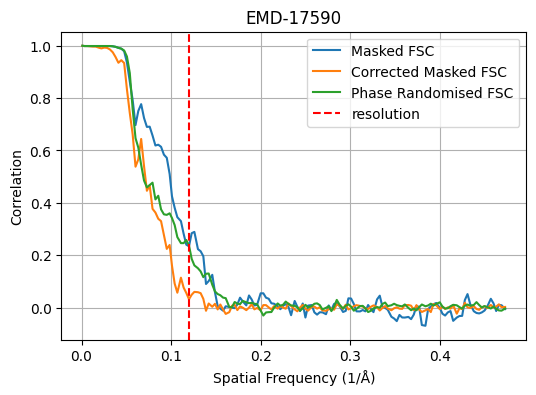 EMD-17590
Masked FSC
Corrected Masked FSC
Phase Randomised FSC
resolution
Correlation
1.0
0.8
0.6
0.4
0.2
0.0
0.0 0.1 0.2 0.3 0.4
Spatial Frequency (1/Å)